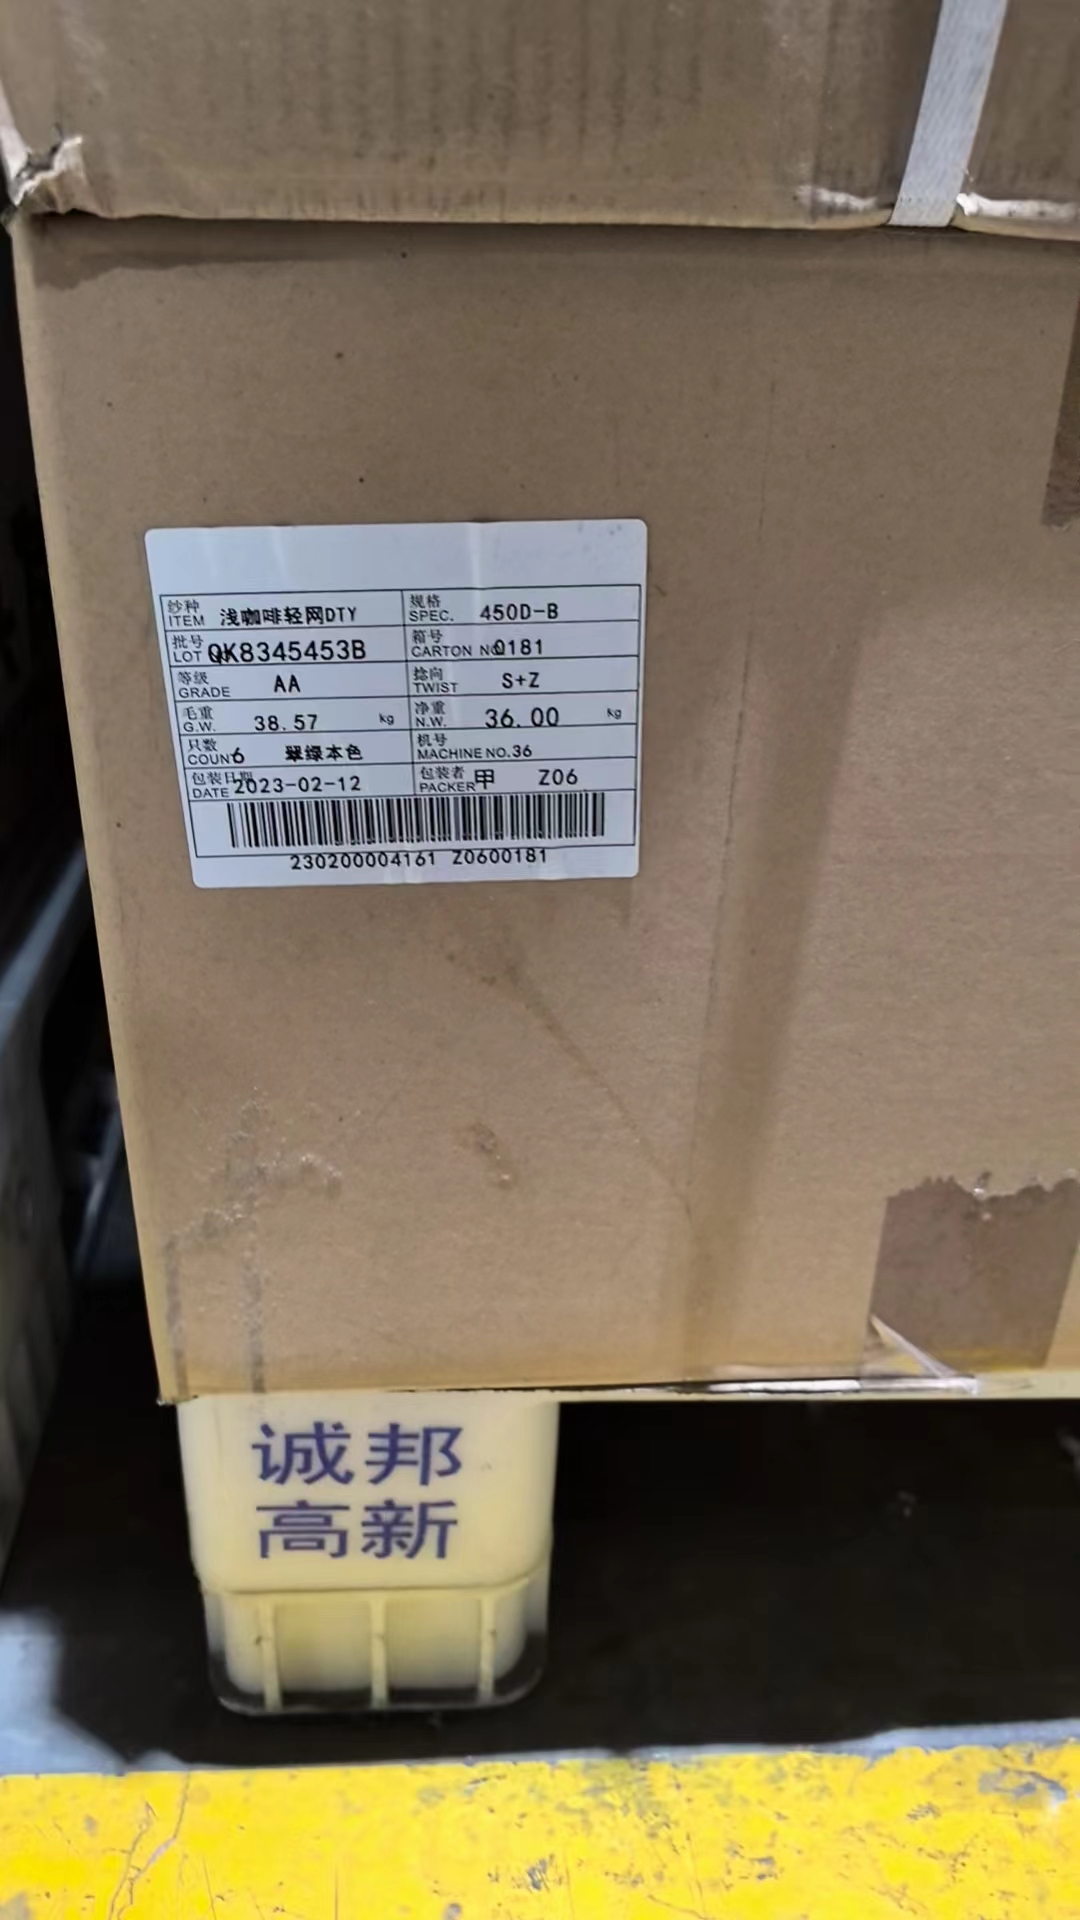 纱种 ITEM 浅咖啡轻网DTY 规格 SPEC. 450D-B
批号 LOT QK8345453B 箱号 CARTON NO 0181
等级 GRADE AA 捻向 TWIST S+Z
毛重 G.W. 38.57 kg 净重 N.W. 36.00 kg
只数 COUNT 6 翠绿本色 机号 MACHINE NO. 36
包装日期 DATE 2023-02-12 包装者 PACKER 甲 Z06
230200004161 Z0600181
诚邦
高新